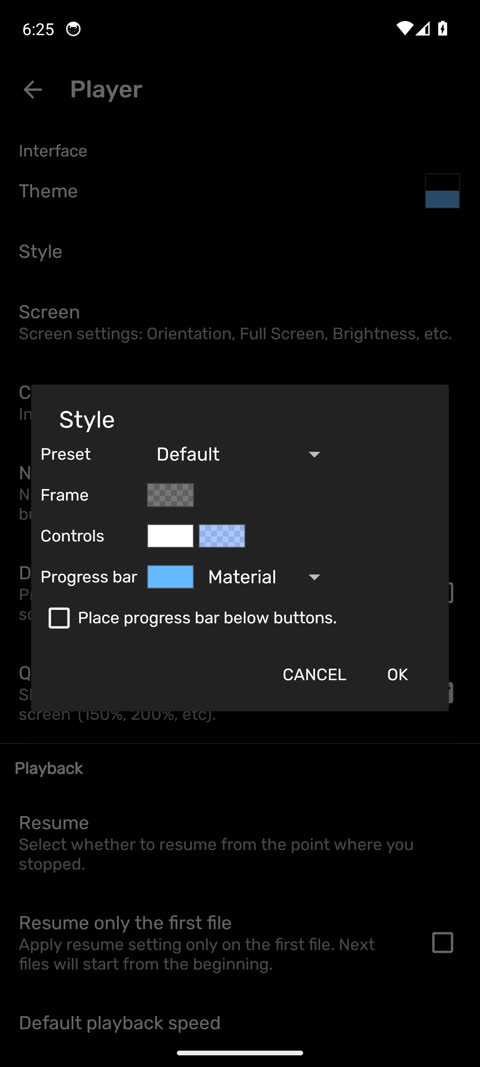 6:25
Player
Interface
Theme
Style
Screen
Screen settings: Orientation, Full Screen, Brightness, etc.
Style
Preset
Default
Frame
Controls
Progress bar
Material
Place progress bar below buttons.
CANCEL
OK
screen (150%, 200%, etc).
Playback
Resume
Select whether to resume from the point where you
stopped.
Resume only the first file
Apply resume setting only on the first file. Next
files will start from the beginning.
Default playback speed